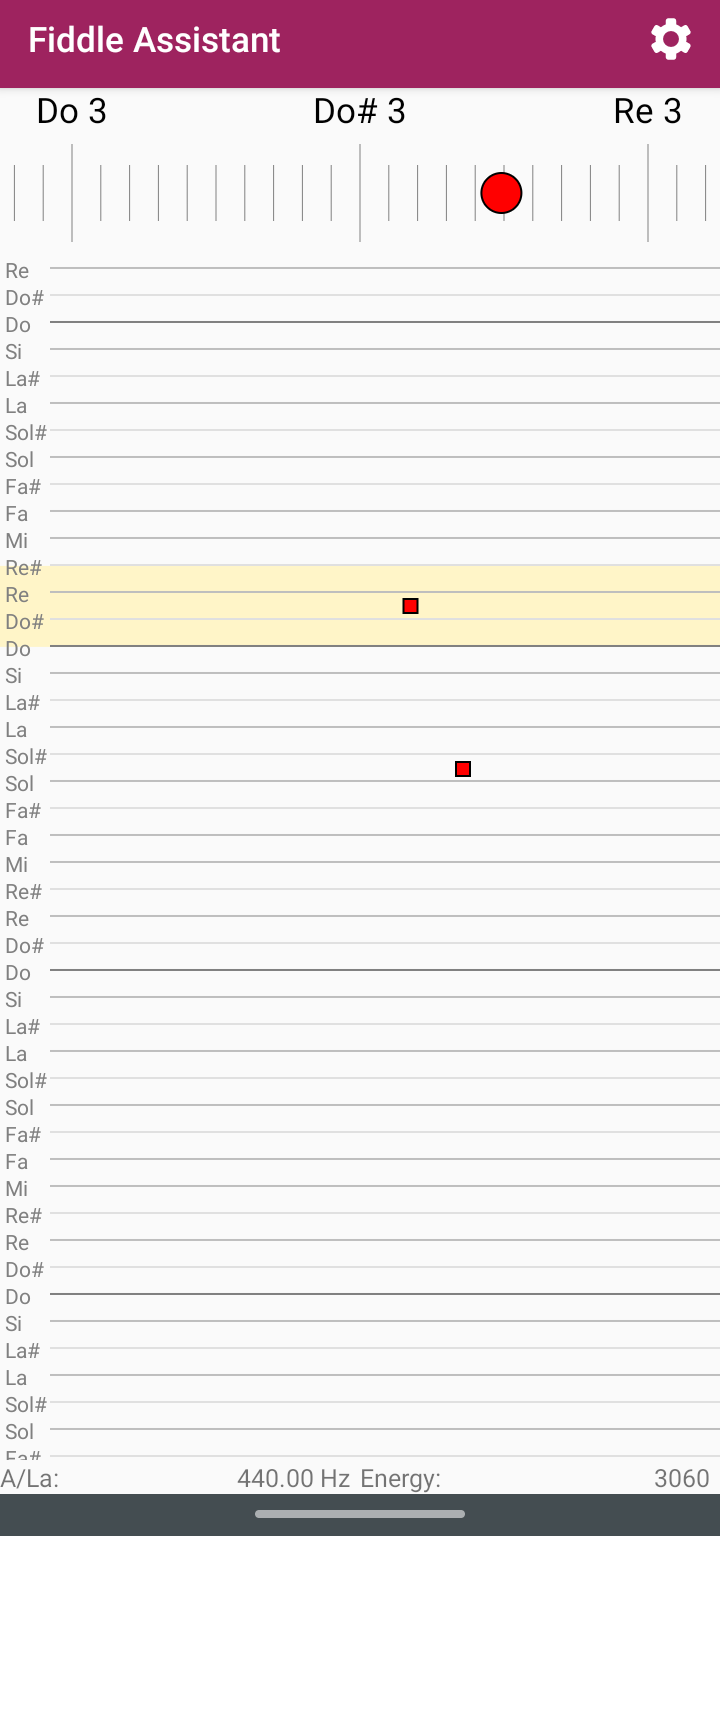 Fiddle Assistant
Do 3 Do# 3 Re 3
Re
Do#
Do
Si
La#
La
Sol#
Sol
Fa#
Fa
Mi
Re#
Re
Do#
Do
Si
La#
La
Sol#
Sol
Fa#
Fa
Mi
Re#
Re
Do#
Do
Si
La#
La
Sol#
Sol
Fa#
Fa
Mi
Re#
Re
Do#
Do
Si
La#
La
Sol#
Sol
Fa#
A/La: 440.00 Hz Energy: 3060